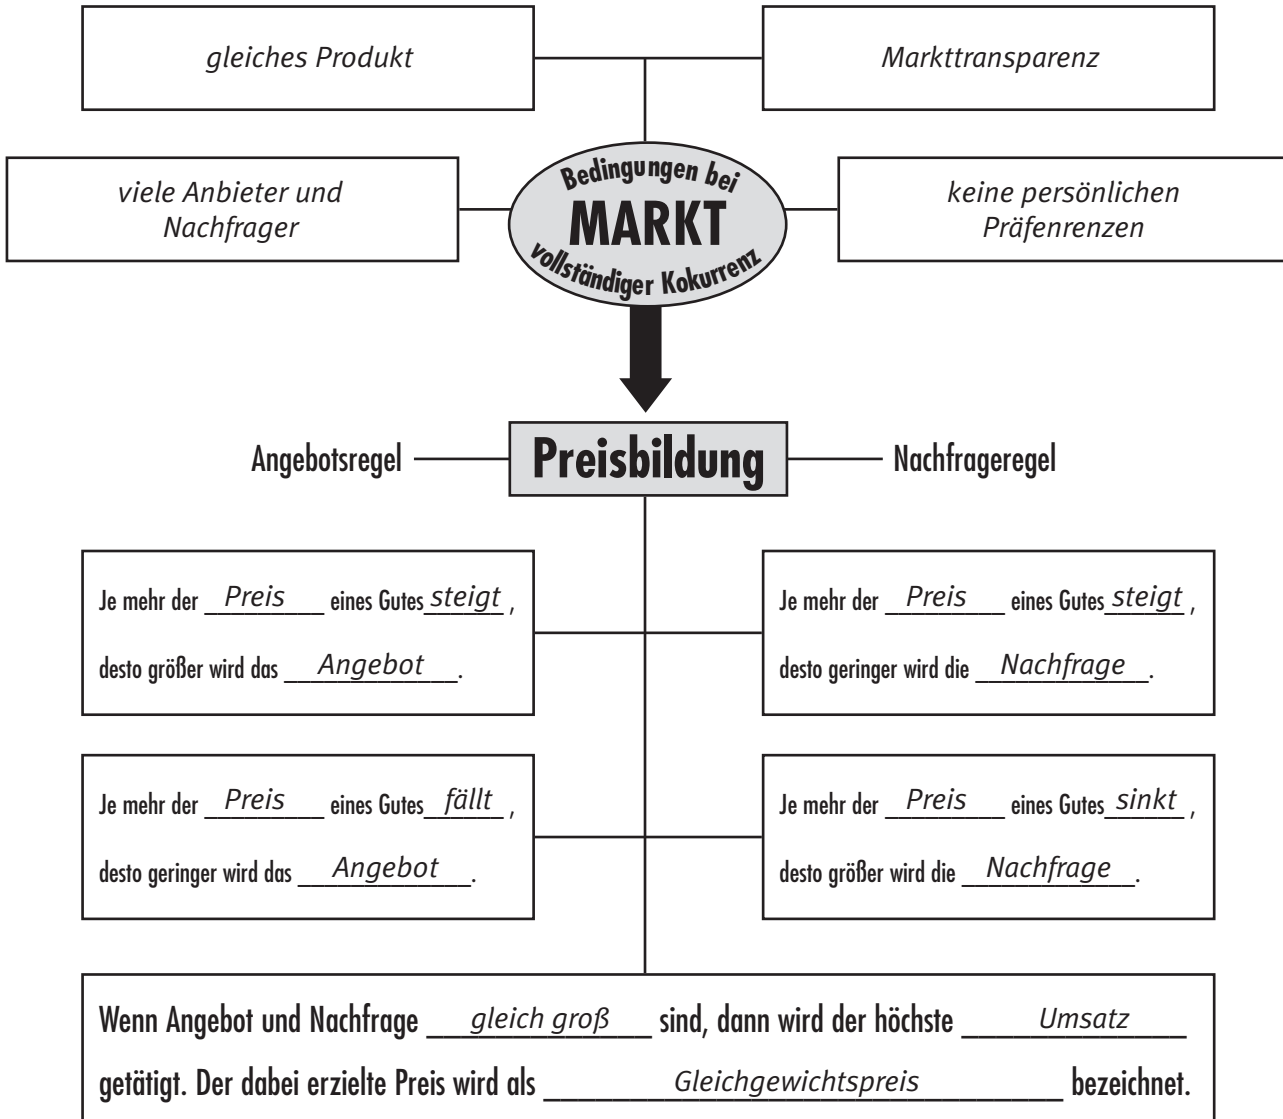 gleiches Produkt
Markttransparenz
viele Anbieter und
Nachfrager
Bedingungen bei
MARKT
vollständiger Kokurrenz
keine persönlichen
Präfenrenzen
Angebotsregel
Preisbildung
Nachfrageregel
Je mehr der Preis eines Gutes steigt ,
desto größer wird das Angebot.
Je mehr der Preis eines Gutes steigt ,
desto geringer wird die Nachfrage.
Je mehr der Preis eines Gutes fällt ,
desto geringer wird das Angebot.
Je mehr der Preis eines Gutes sinkt ,
desto größer wird die Nachfrage.
Wenn Angebot und Nachfrage gleich groß sind, dann wird der höchste Umsatz
getätigt. Der dabei erzielte Preis wird als Gleichgewichtspreis bezeichnet.